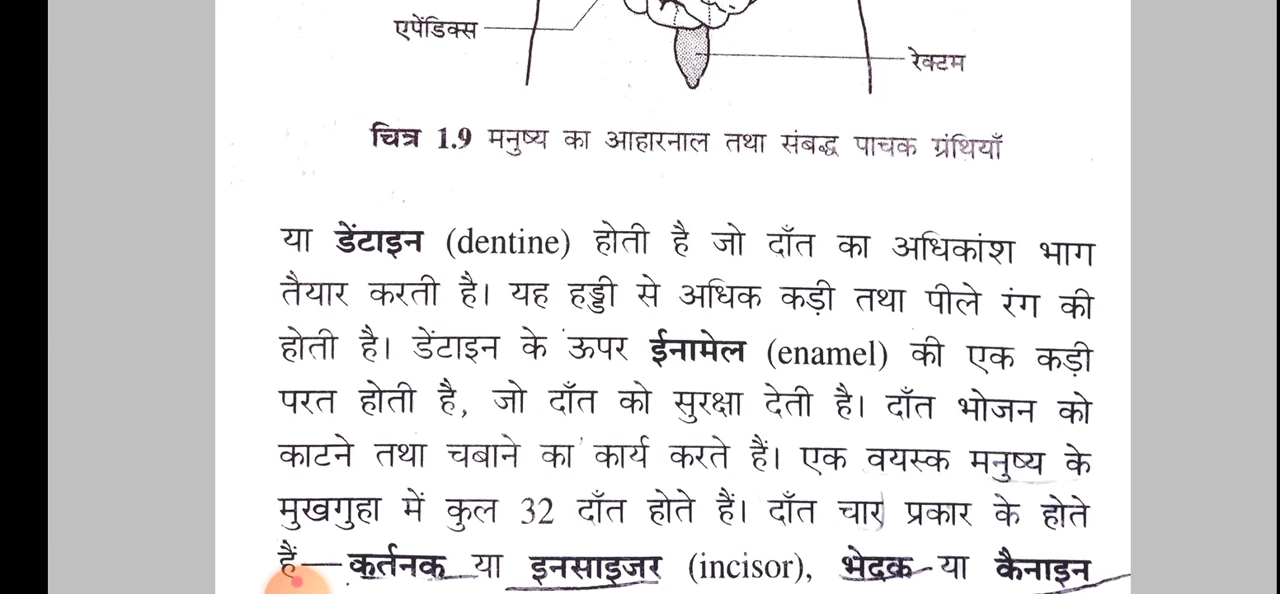 एपेंडिक्स
रेक्टम
चित्र 1.9 मनुष्य का आहारनाल तथा संबद्ध पाचक ग्रंथियाँ
या डेंटाइन (dentine) होती है जो दाँत का अधिकांश भाग
तैयार करती है। यह हड्डी से अधिक कड़ी तथा पीले रंग की
होती है। डेंटाइन के ऊपर ईनामेल (enamel) की एक कड़ी
परत होती है, जो दाँत को सुरक्षा देती है। दाँत भोजन को
काटने तथा चबाने का कार्य करते हैं। एक वयस्क मनुष्य के
मुखगुहा में कुल 32 दाँत होते हैं। दाँत चार प्रकार के होते
हैं—कर्तनक या इनसाइजर (incisor), भेदक या कैनाइन